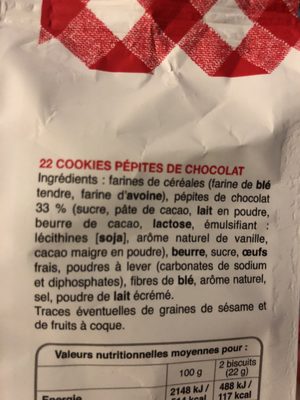 22 COOKIES PÉPITES DE CHOCOLAT
Ingrédients : farines de céréales (farine de blé
tendre, farine d'avoine), pépites de chocolat
33 % (sucre, pâte de cacao, lait en poudre,
beurre de cacao, lactose, émulsifiant :
lécithines [soja], arôme naturel de vanille,
cacao maigre en poudre), beurre, sucre, œufs
frais, poudres à lever (carbonates de sodium
et diphosphates), fibres de blé, arôme naturel,
sel, poudre de lait écrémé.
Traces éventuelles de graines de sésame et
de fruits à coque.
Valeurs nutritionnelles moyennes pour :
100 g 2 biscuits
(22 g)
2148 kJ / 488 kJ /
Energie kcal 117 kcal